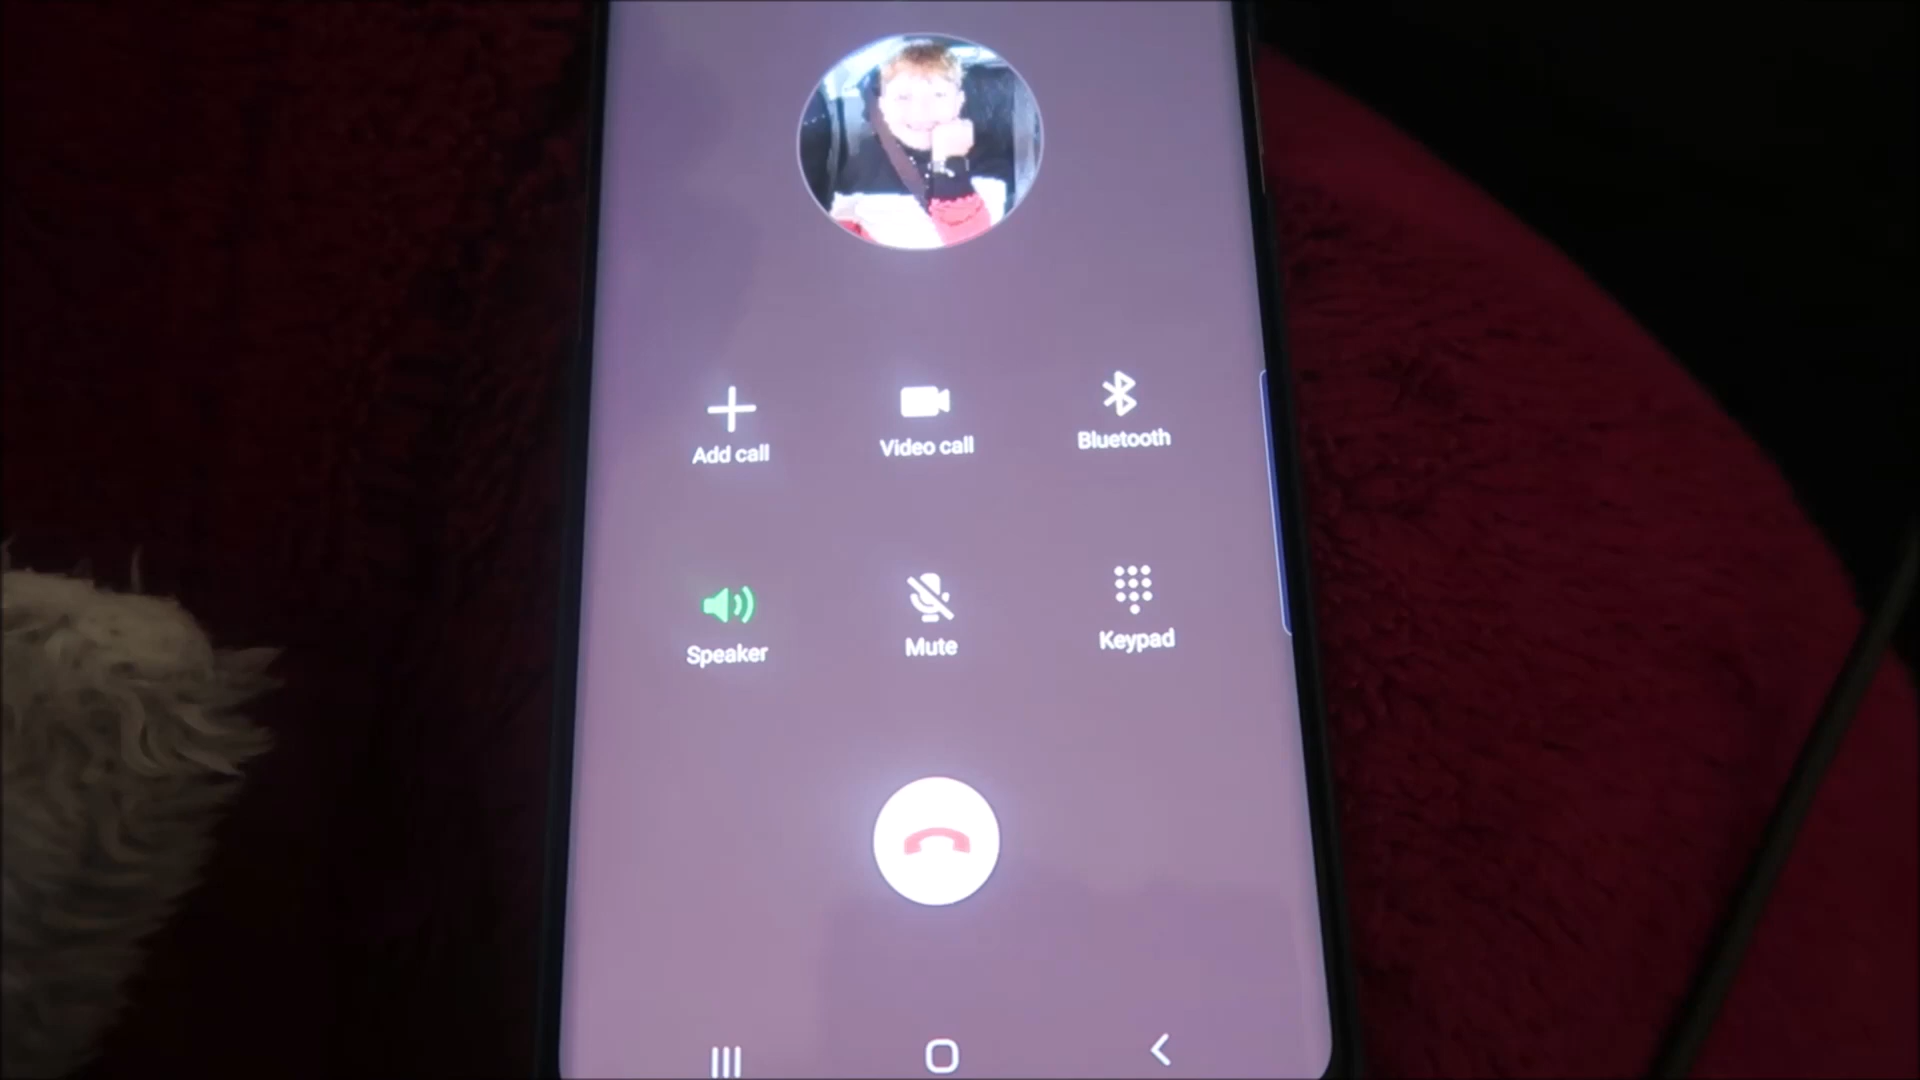 Add call
Video call
Bluetooth
Speaker
Mute
Keypad